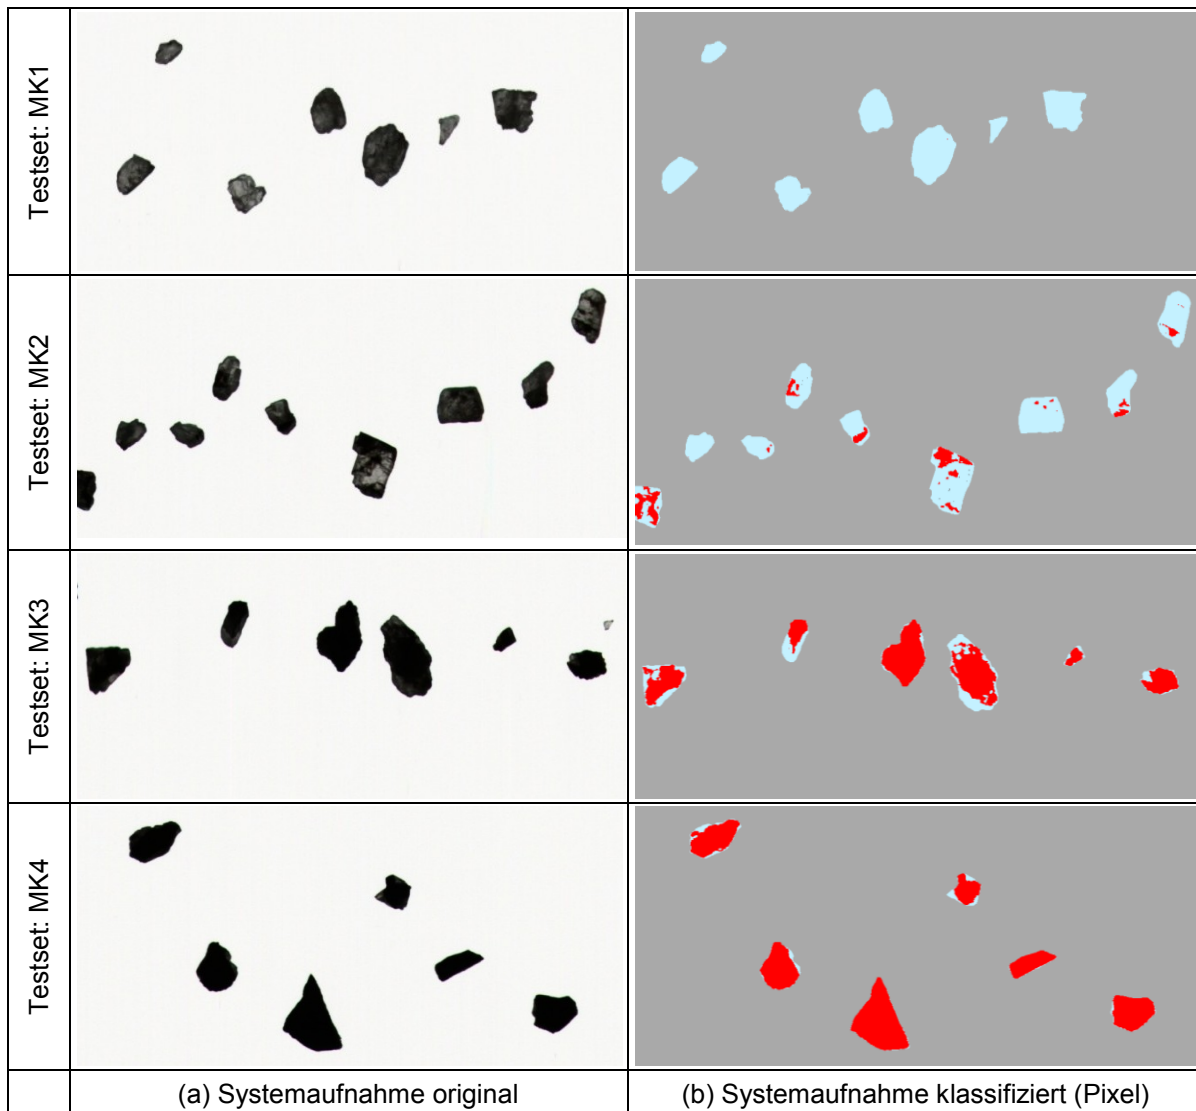 Testset: MK1
Testset: MK2
Testset: MK3
Testset: MK4
(a) Systemaufnahme original
(b) Systemaufnahme klassifiziert (Pixel)